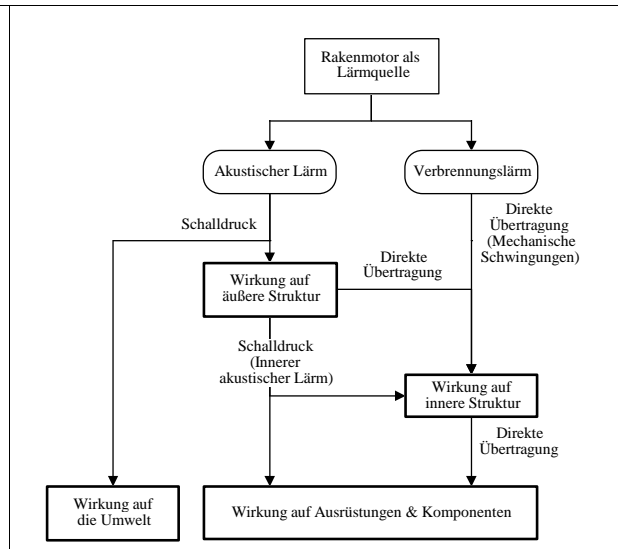 Rakenmotor als
Lärmquelle
Akustischer Lärm
Verbrennungslärm
Schalldruck
Direkte
Übertragung
(Mechanische
Schwingungen)
Direkte
Übertragung
Wirkung auf
äußere Struktur
Schalldruck
(Innerer
akustischer Lärm)
Wirkung auf
innere Struktur
Direkte
Übertragung
Wirkung auf
die Umwelt
Wirkung auf Ausrüstungen & Komponenten